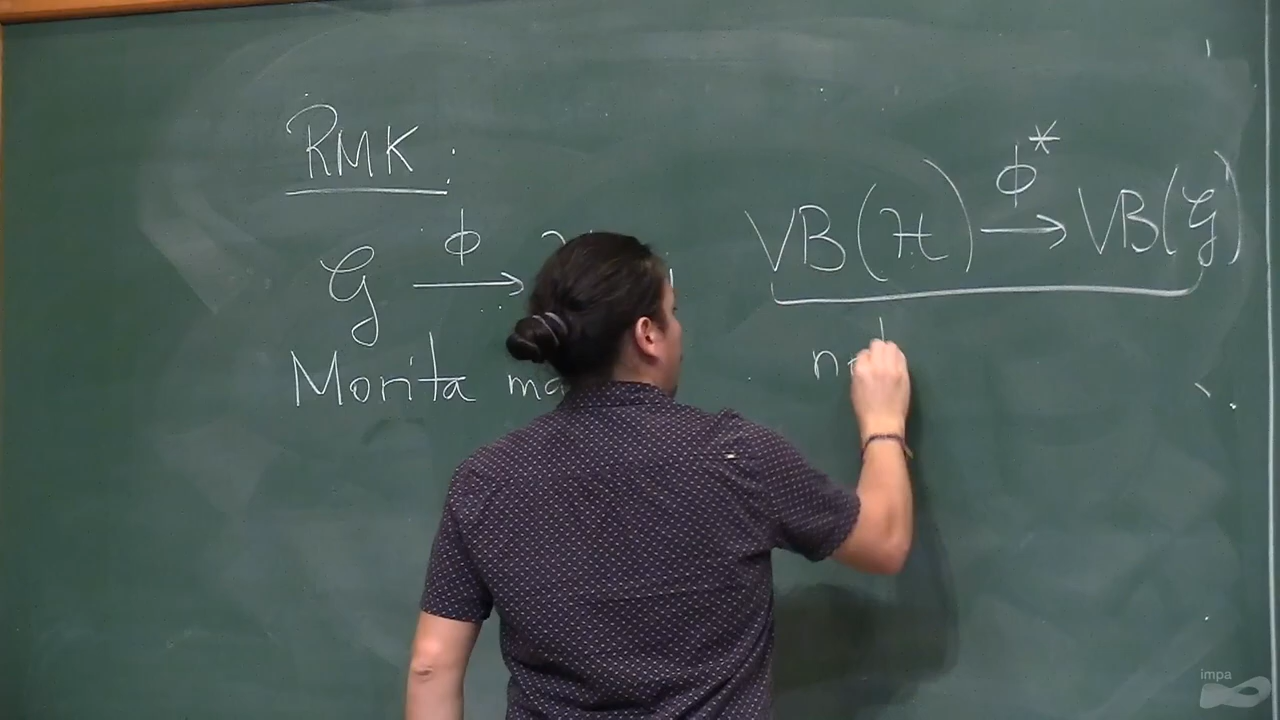 RMK:
𝒢 —ϕ→
Morita
VB(ℋ) —ϕ*→ VB(𝒢)
impa